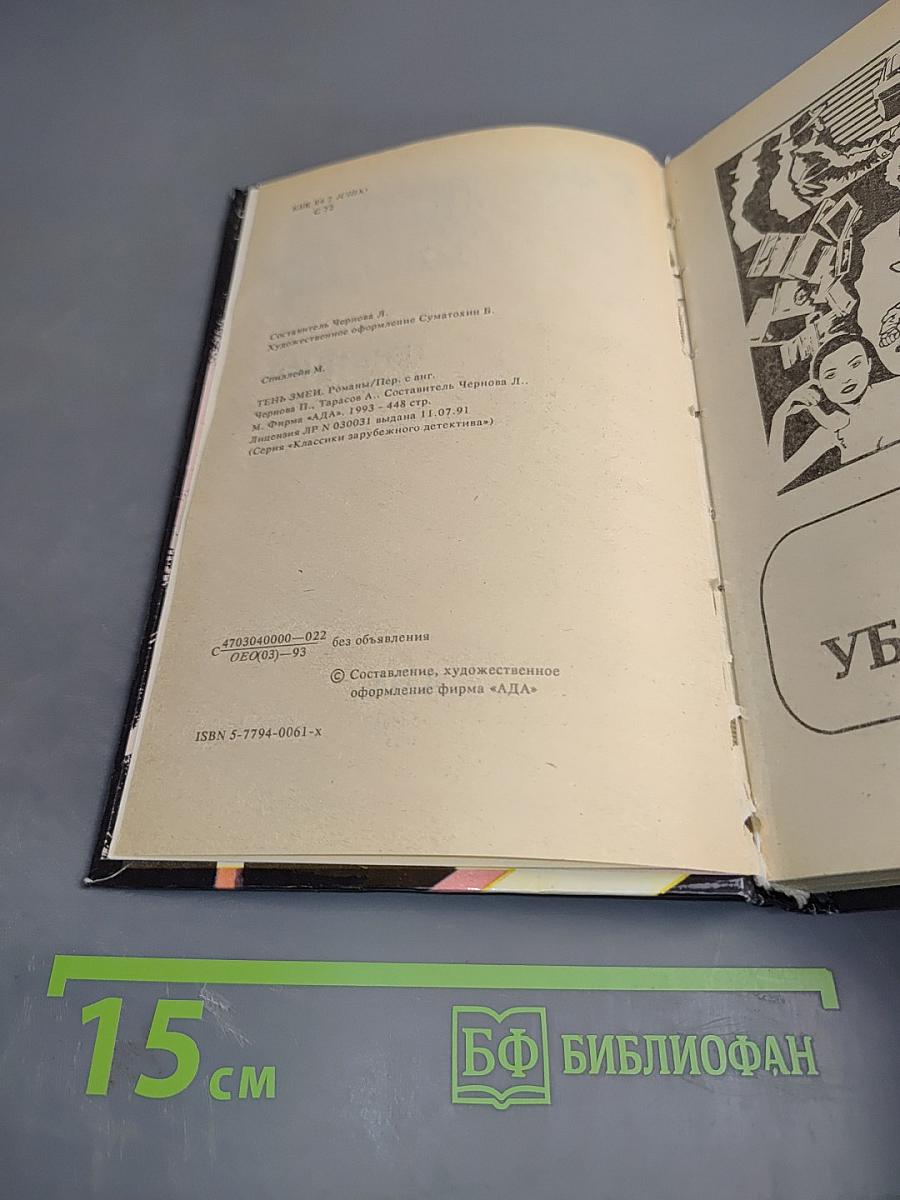 С 72
Составитель Чернова Л.
Художественное оформление Суматохин Б.
Спиллейн М.
ТЕНЬ ЗМЕИ. Романы/Пер. с анг.
Чернова П., Тарасов А., Составитель Чернова Л..
М. Фирма «АДА». 1993 - 448 стр.
Лицензия ЛР N 030031 выдана 11.07.91
(Серия «Классики зарубежного детектива»)
С 4703040000—022 без объявления
ОЕО(03)—93
© Составление, художественное
оформление фирма «АДА»
ISBN 5-7794-0061-х
УБ
15 см
БФ БИБЛИОФАН